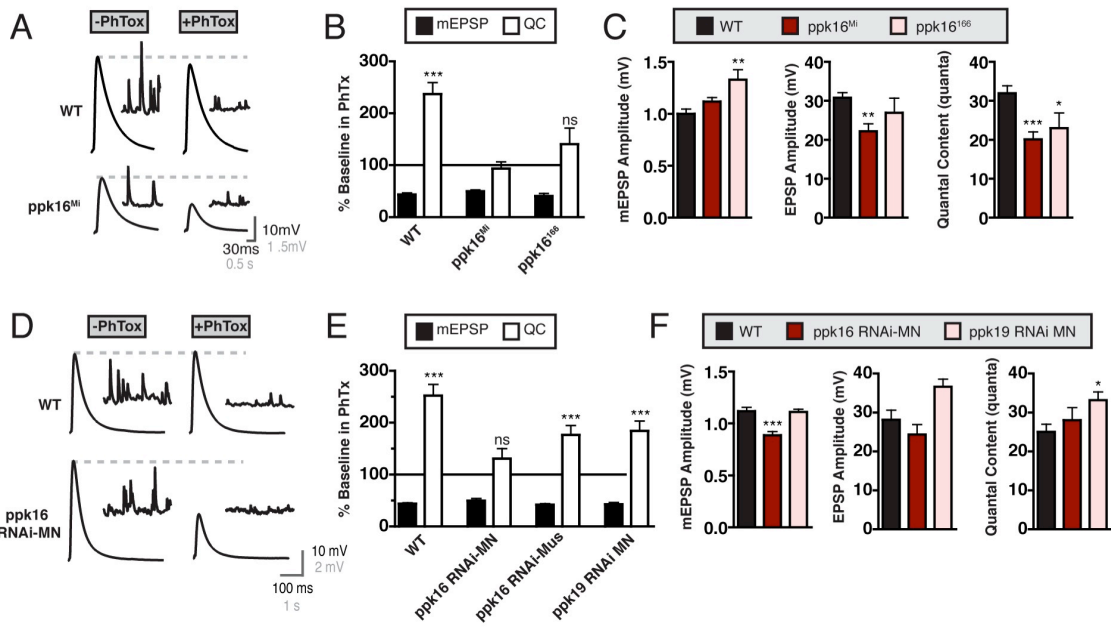 A
-PhTox
+PhTox
WT
ppk16Mi
10mV
1 .5mV
30ms
0.5 s
B
mEPSP
QC
% Baseline in PhTx
300
200
100
0
***
ns
WT
ppk16Mi
ppk16166
C
WT
ppk16Mi
ppk16166
mEPSP Amplitude (mV)
1.5
1.0
0.5
0.0
**
EPSP Amplitude (mV)
40
30
20
10
0
**
Quantal Content (quanta)
40
30
20
10
0
***
*
D
-PhTox
+PhTox
WT
ppk16
RNAi-MN
10 mV
2 mV
100 ms
1 s
E
mEPSP
QC
% Baseline in PhTx
300
200
100
0
***
ns
***
***
WT
ppk16 RNAi-MN
ppk16 RNAi-Mus
ppk19 RNAi MN
F
WT
ppk16 RNAi-MN
ppk19 RNAi MN
mEPSP Amplitude (mV)
1.5
1.0
0.5
0.0
***
EPSP Amplitude (mV)
40
30
20
10
0
Quantal Content (quanta)
40
30
20
10
0
*